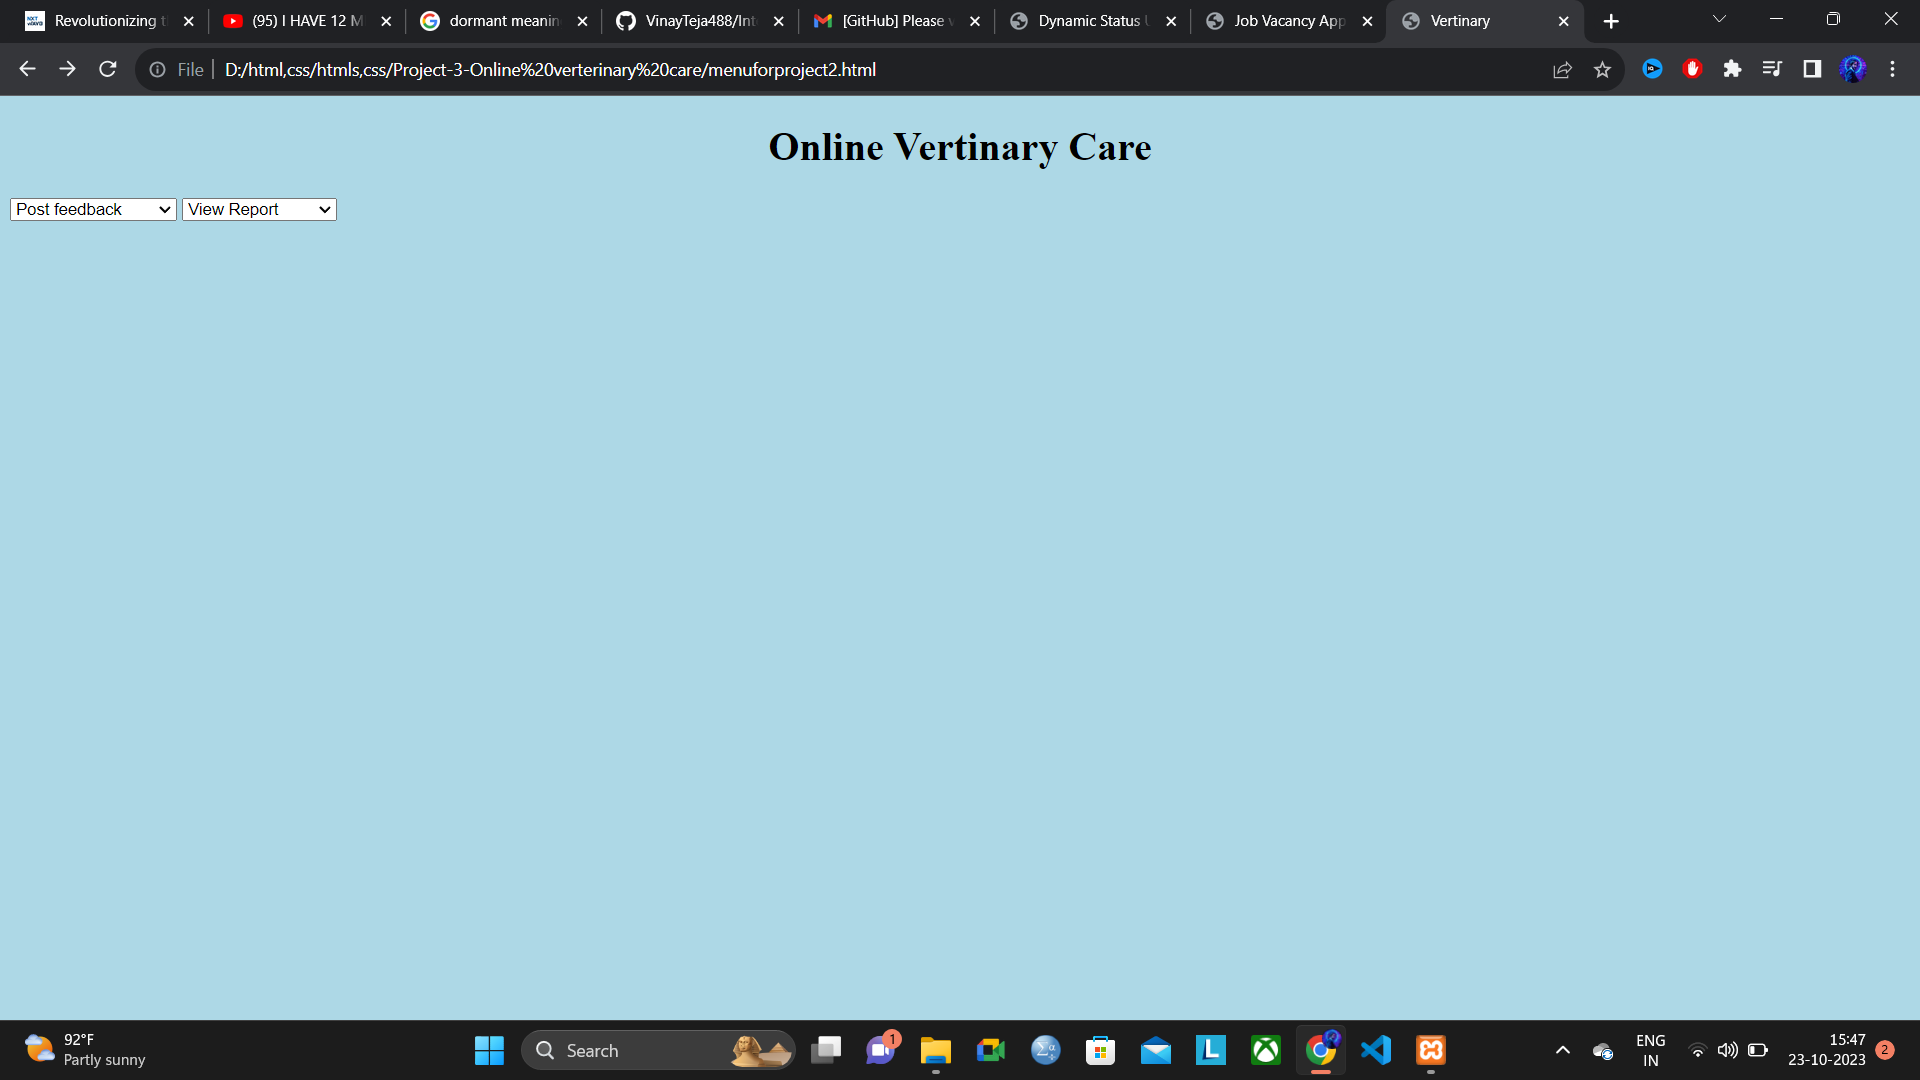 Revolutionizing t
(95) I HAVE 12 M
dormant meanin
VinayTeja488/Inte
[GitHub] Please v
Dynamic Status U
Job Vacancy App
Vertinary
File
D:/html,css/htmls,css/Project-3-Online%20verterinary%20care/menuforproject2.html
Online Vertinary Care
Post feedback
View Report
92°F
Partly sunny
Search
1
ENG
IN
15:47
23-10-2023
2